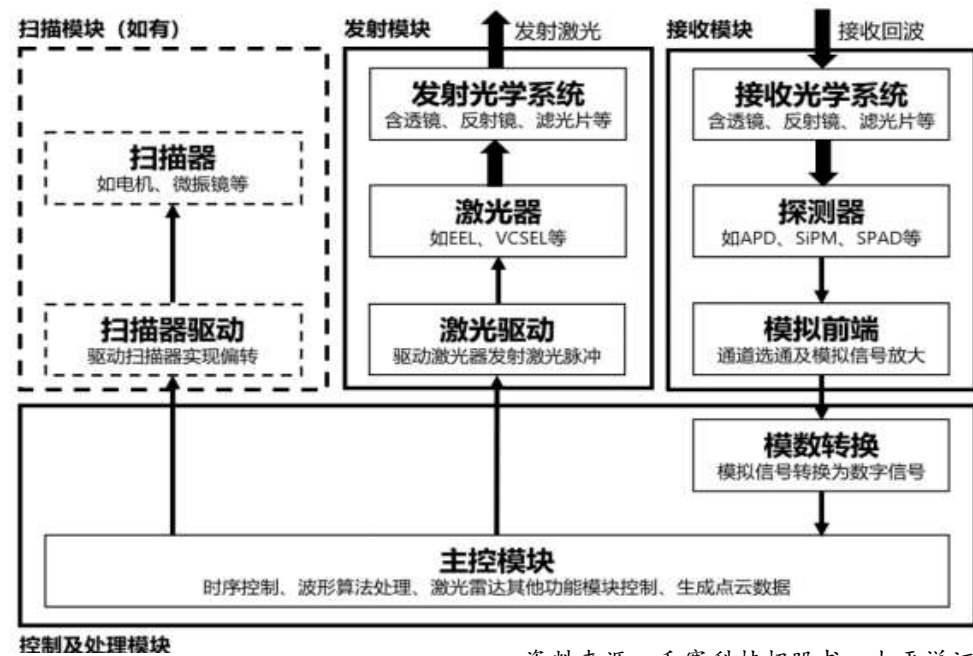 扫描模块（如有）
发射模块
发射激光
接收模块
接收回波
发射光学系统
含透镜、反射镜、滤光片等
接收光学系统
含透镜、反射镜、滤光片等
扫描器
如电机、微振镜等
激光器
如EEL、VCSEL等
探测器
如APD、SiPM、SPAD等
扫描器驱动
驱动扫描器实现偏转
激光驱动
驱动激光器发射激光脉冲
模拟前端
通道选通及模拟信号放大
模数转换
模拟信号转换为数字信号
主控模块
时序控制、波形算法处理、激光雷达其他功能模块控制、生成点云数据
控制及处理模块